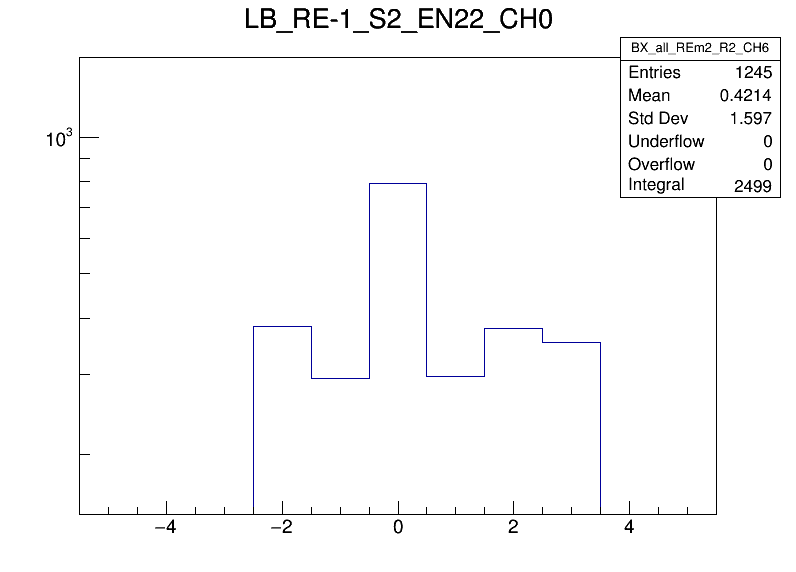 LB_RE-1_S2_EN22_CH0
BX_all_REm2_R2_CH6
Entries 1245
Mean 0.4214
Std Dev 1.597
Underflow 0
Overflow 0
Integral 2499
10³
−4 −2 0 2 4